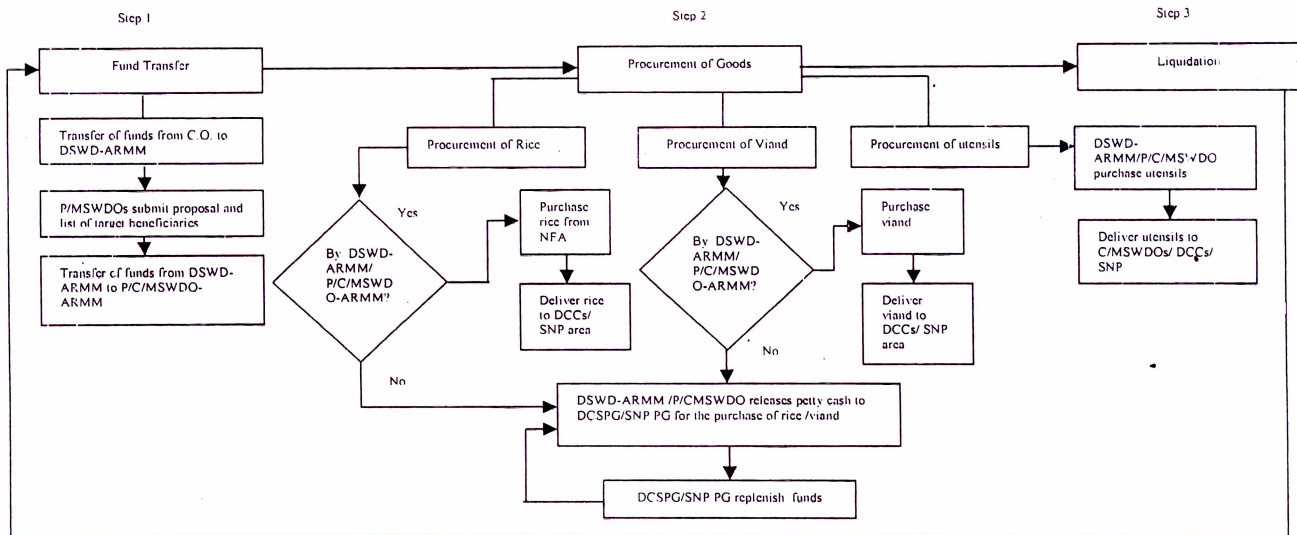 Step 1
Step 2
Step 3
Fund Transfer
Procurement of Goods
Liquidation
Transfer of funds from C.O. to
DSWD-ARMM
P/MSWDOs submit proposal and
list of target beneficiaries
Transfer of funds from DSWD-
ARMM to P/C/MSWDO-
ARMM
Procurement of Rice
Procurement of Viand
Procurement of utensils
By DSWD-
ARMM/
P/C/MSWD
O-ARMM?
Yes
Purchase
rice from
NFA
Deliver rice
to DCCs/
SNP area
No
By DSWD-
ARMM/
P/C/MSWD
O-ARMM?
Yes
Purchase
viand
Deliver
viand to
DCCs/ SNP
area
No
DSWD-
purchase utensils
Deliver utensils to
C/MSWDOs/ DCCs/
SNP
DSWD-ARMM /P/CMSWDO releases petty cash to
DCSPG/SNP PG for the purchase of rice /viand
DCSPG/SNP PG replenish funds